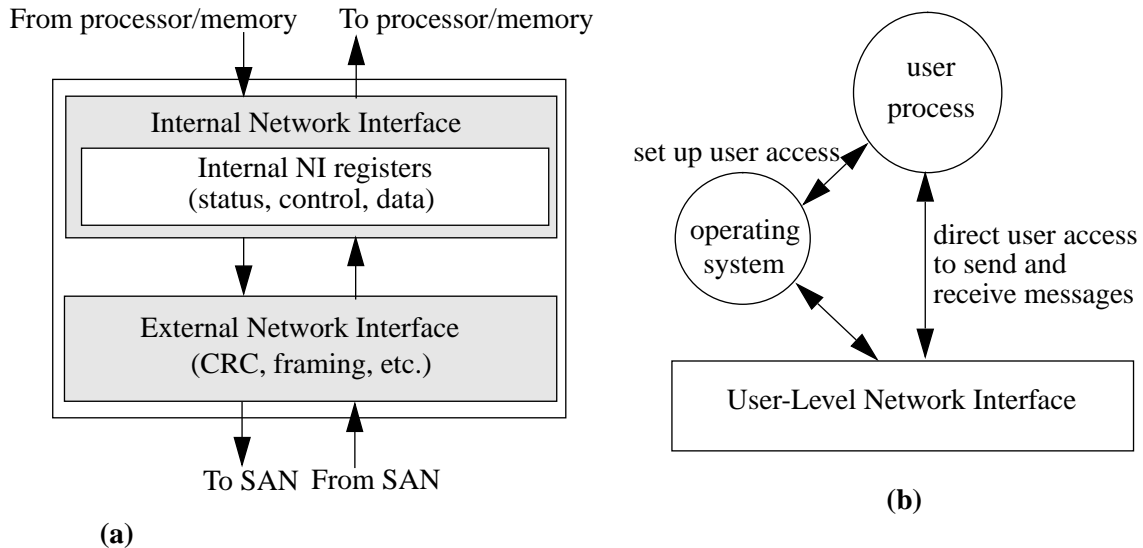 From processor/memory
To processor/memory
Internal Network Interface
Internal NI registers
(status, control, data)
External Network Interface
(CRC, framing, etc.)
To SAN
From SAN
(a)
user
process
set up user access
operating
system
direct user access
to send and
receive messages
User-Level Network Interface
(b)